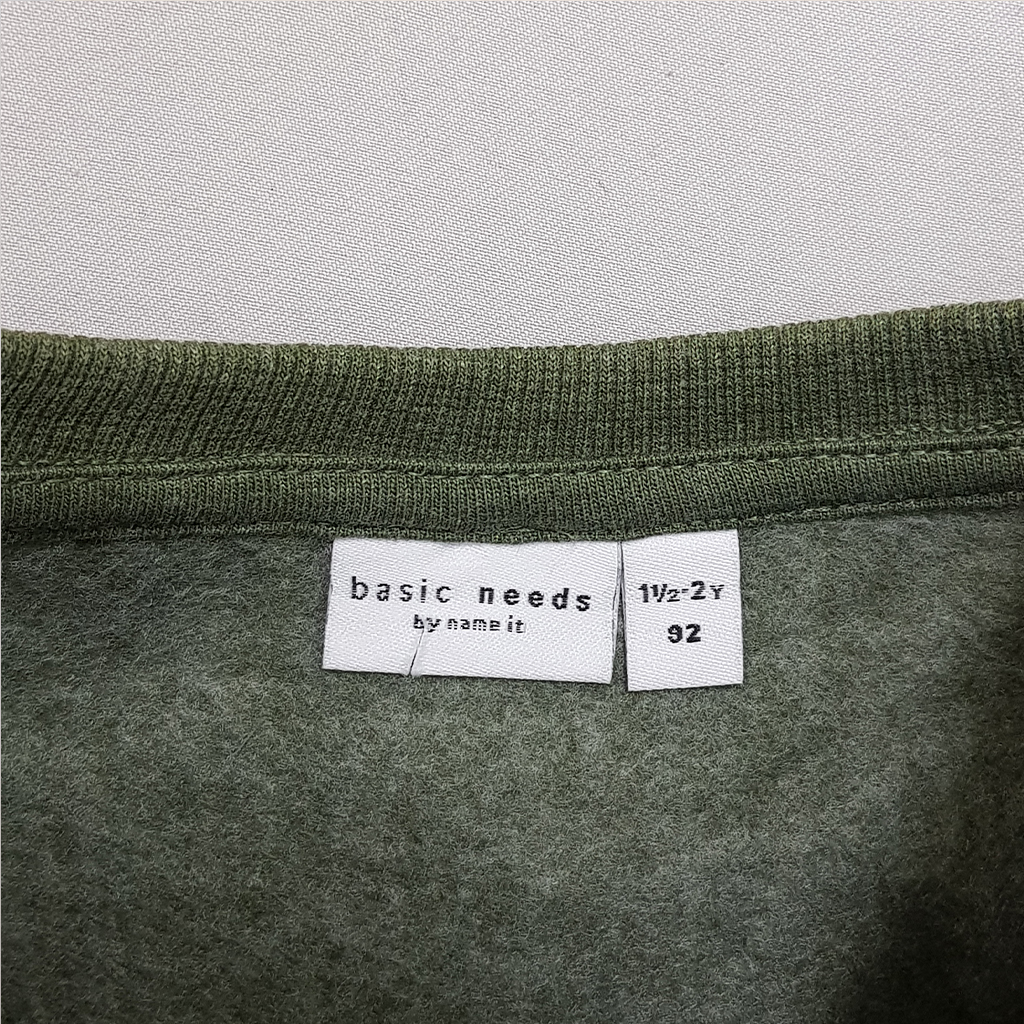 basic needs
by name it
1½-2Y
92